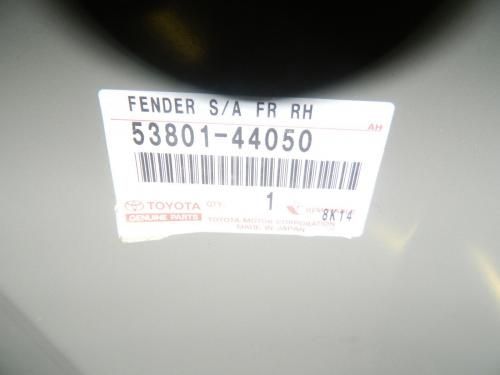 FENDER S/A FR RH
AH
53801-44050
TOYOTA QTY. 1
GENUINE PARTS 8K14
TOYOTA MOTOR CORPORATION
MADE IN JAPAN